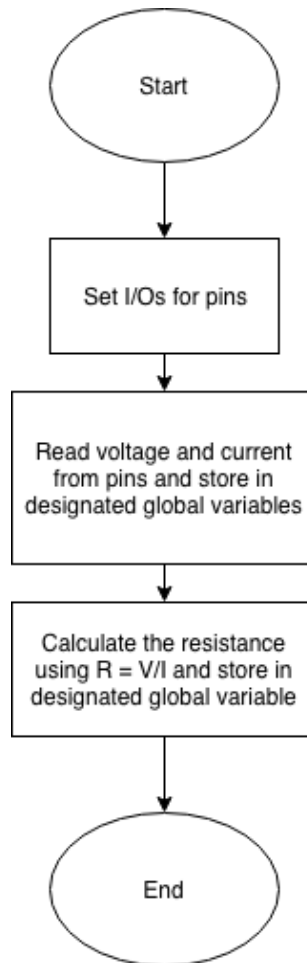 Start
Set I/Os for pins
Read voltage and current
from pins and store in
designated global variables
Calculate the resistance
using R = V/I and store in
designated global variable
End